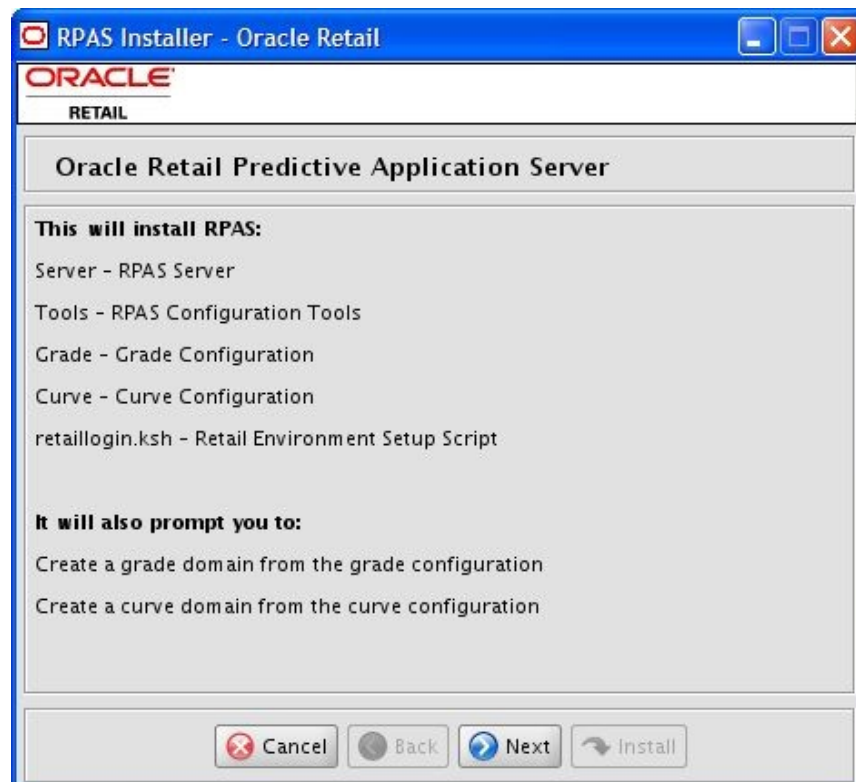 RPAS Installer - Oracle Retail
ORACLE
RETAIL
Oracle Retail Predictive Application Server
This will install RPAS:
Server - RPAS Server
Tools - RPAS Configuration Tools
Grade - Grade Configuration
Curve - Curve Configuration
retaillogin.ksh - Retail Environment Setup Script
It will also prompt you to:
Create a grade domain from the grade configuration
Create a curve domain from the curve configuration
Cancel Back Next Install